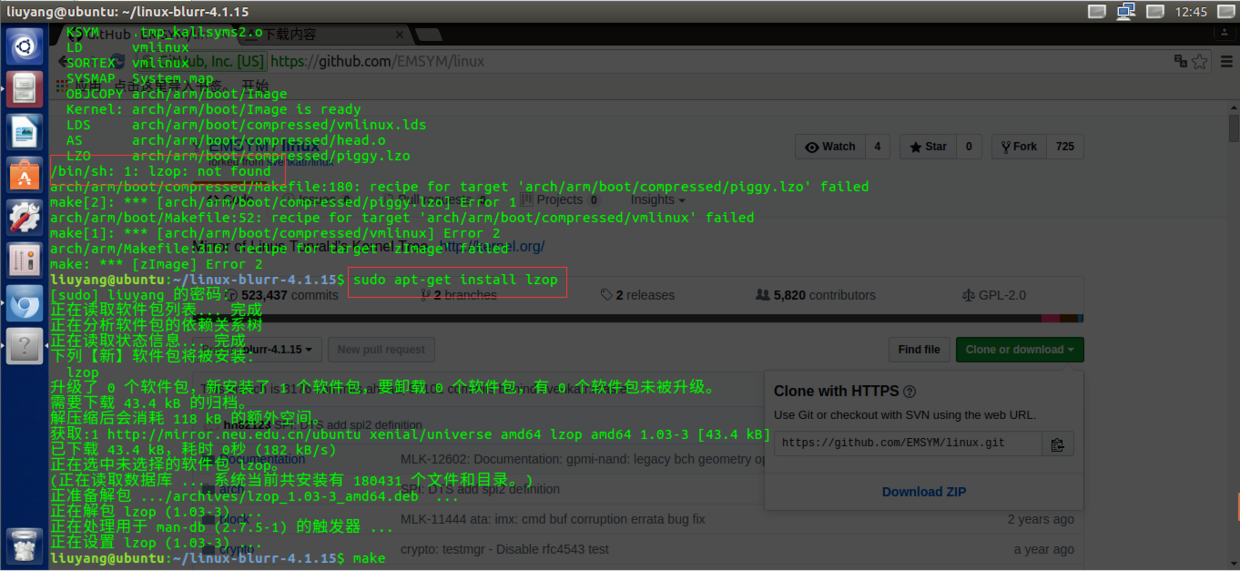 liuyang@ubuntu: ~/linux-blurr-4.1.15
12:45
KSYM .tmp_kallsyms2.o
LD vmlinux
SORTEX vmlinux
SYSMAP System.map
OBJCOPY arch/arm/boot/Image
Kernel: arch/arm/boot/Image is ready
LDS arch/arm/boot/compressed/vmlinux.lds
AS arch/arm/boot/compressed/head.o
LZO arch/arm/boot/compressed/piggy.lzo
/bin/sh: 1: lzop: not found
arch/arm/boot/compressed/Makefile:180: recipe for target 'arch/arm/boot/compressed/piggy.lzo' failed
make[2]: *** [arch/arm/boot/compressed/piggy.lzo] Error 1
arch/arm/boot/Makefile:52: recipe for target 'arch/arm/boot/compressed/vmlinux' failed
make[1]: *** [arch/arm/boot/compressed/vmlinux] Error 2
arch/arm/Makefile:316: recipe for target 'zImage' failed
make: *** [zImage] Error 2
liuyang@ubuntu:~/linux-blurr-4.1.15$ sudo apt-get install lzop
[sudo] liuyang 的密码：
正在读取软件包列表... 完成
正在分析软件包的依赖关系树
正在读取状态信息... 完成
下列【新】软件包将被安装：
lzop
升级了 0 个软件包，新安装了 1 个软件包，要卸载 0 个软件包，有 0 个软件包未被升级。
需要下载 43.4 kB 的归档。
解压缩后会消耗 118 kB 的额外空间。
获取:1 http://mirror.neu.edu.cn/ubuntu xenial/universe amd64 lzop amd64 1.03-3 [43.4 kB]
已下载 43.4 kB，耗时 0秒 (182 kB/s)
正在选中未选择的软件包 lzop。
(正在读取数据库 ... 系统当前共安装有 180431 个文件和目录。)
正准备解包 .../archives/lzop_1.03-3_amd64.deb ...
正在解包 lzop (1.03-3) ...
正在处理用于 man-db (2.7.5-1) 的触发器 ...
正在设置 lzop (1.03-3) ...
liuyang@ubuntu:~/linux-blurr-4.1.15$ make
下载内容
GitHub, Inc. [US] https://github.com/EMSYM/linux
EMSYM / linux
Watch 4
Star 0
Fork 725
Projects 0
Insights
http://kernel.org/
523,437 commits
2 branches
2 releases
5,820 contributors
GPL-2.0
blurr-4.1.15
New pull request
Find file
Clone or download
Clone with HTTPS
Use Git or checkout with SVN using the web URL.
https://github.com/EMSYM/linux.git
Download ZIP
SPI: DTS add spi2 definition
Documentation
MLK-12602: Documentation: gpmi-nand: legacy bch geometry op
arch
SPI: DTS add spi2 definition
block
MLK-11444 ata: imx: cmd buf corruption errata bug fix
2 years ago
crypto
crypto: testmgr - Disable rfc4543 test
a year ago